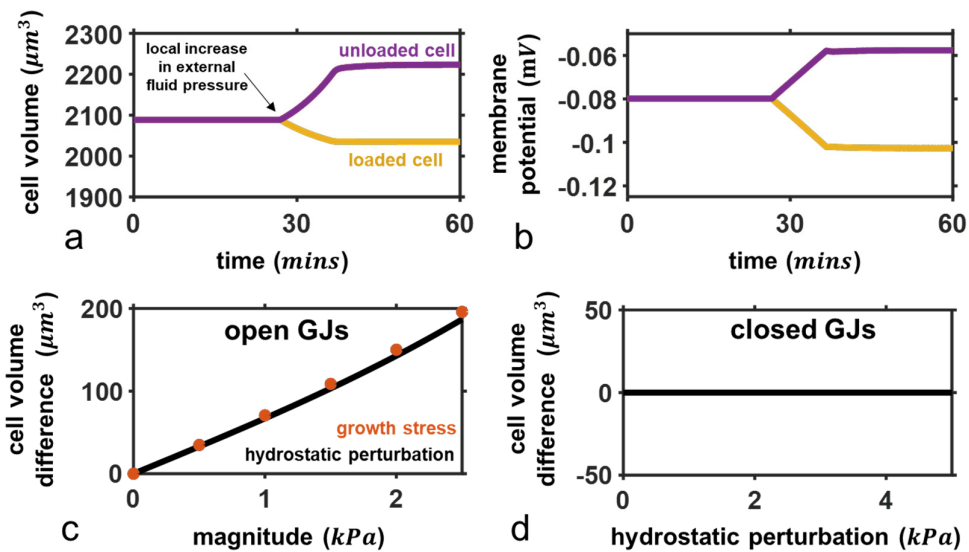 2300
2200
2100
2000
1900
cell volume (μm³)
local increase
in external
fluid pressure
unloaded cell
loaded cell
0
30
60
a
time (mins)
-0.06
-0.08
-0.1
-0.12
membrane
potential (mV)
0
30
60
b
time (mins)
200
100
0
cell volume
difference (μm³)
open GJs
growth stress
hydrostatic perturbation
0
1
2
c
magnitude (kPa)
50
0
-50
cell volume
difference (μm³)
closed GJs
0
2
4
d
hydrostatic perturbation (kPa)